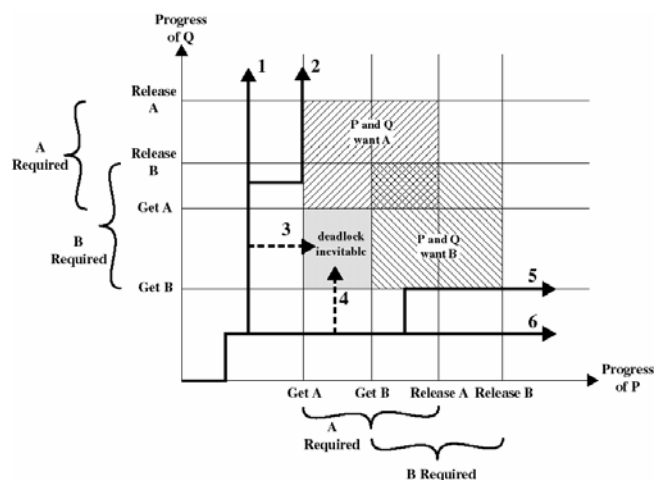 Progress
of Q
1
2
Release
A
P and Q
want A
A
Required
Release
B
Get A
3
deadlock
inevitable
P and Q
want B
B
Required
4
5
Get B
6
Progress
of P
Get A
Get B
Release A
Release B
A
Required
B Required